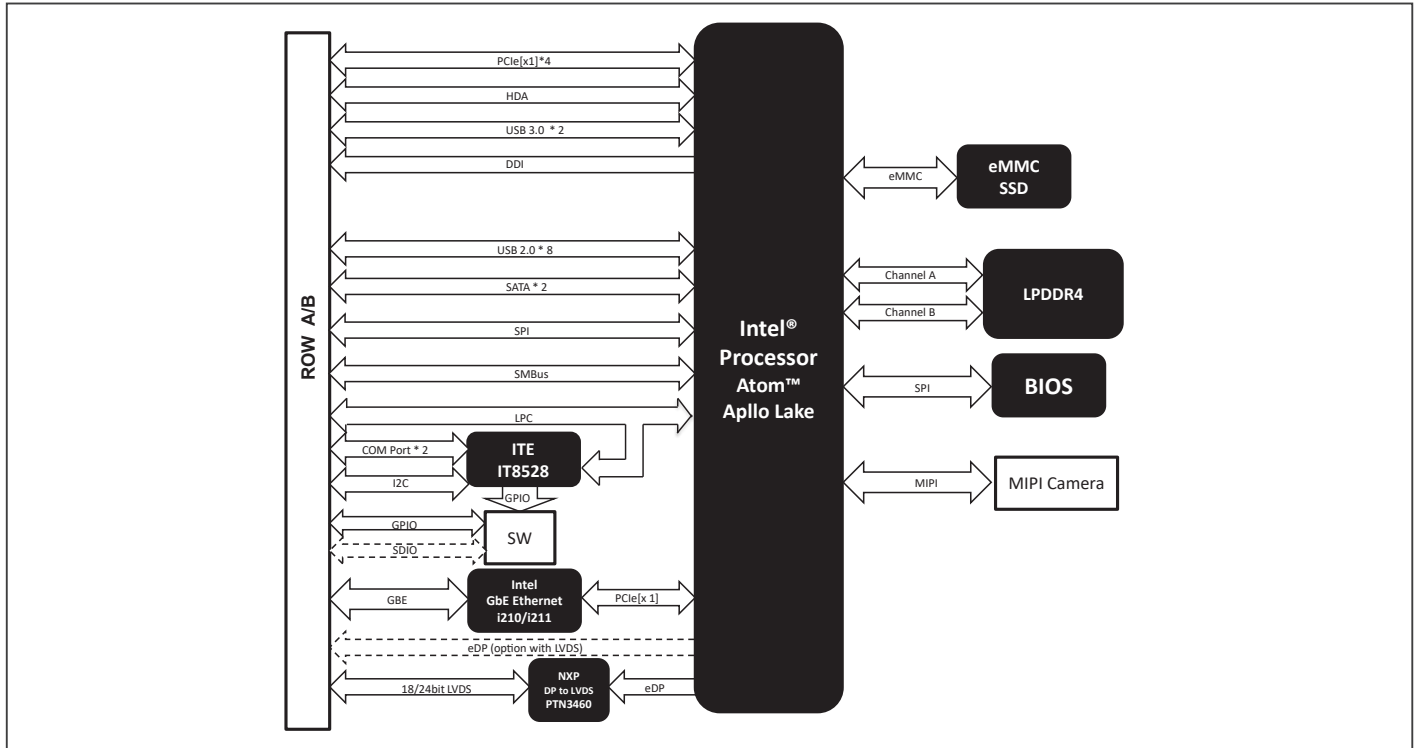 PCIe[x1]*4
HDA
USB 3.0 * 2
DDI
USB 2.0 * 8
SATA * 2
SPI
SMBus
LPC
COM Port * 2
I2C
ITE
IT8528
GPIO
GPIO
SDIO
SW
GBE
Intel
GbE Ethernet
i210/i211
PCIe[x 1]
eDP (option with LVDS)
18/24bit LVDS
NXP
DP to LVDS
PTN3460
eDP
ROW A/B
Intel®
Processor
Atom™
Apllo Lake
eMMC
eMMC
SSD
Channel A
Channel B
LPDDR4
SPI
BIOS
MIPI
MIPI Camera